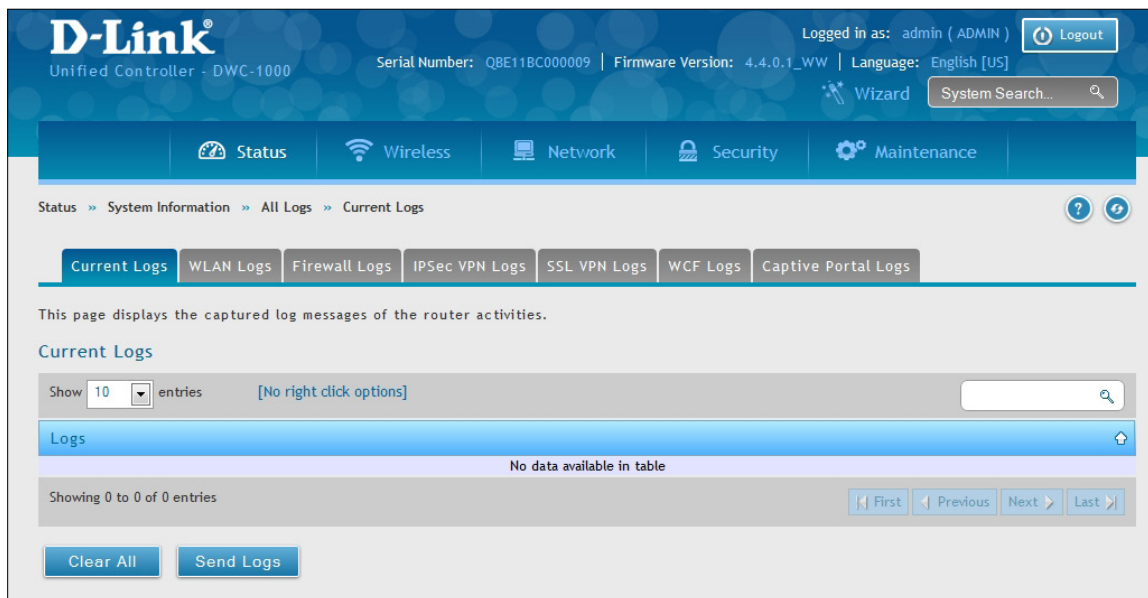 D-Link®
Unified Controller - DWC-1000
Logged in as: admin ( ADMIN ) Logout
Serial Number: QBE11BC000009 | Firmware Version: 4.4.0.1_WW | Language: English [US]
Wizard System Search...
Status Wireless Network Security Maintenance
Status » System Information » All Logs » Current Logs ?
Current Logs WLAN Logs Firewall Logs IPSec VPN Logs SSL VPN Logs WCF Logs Captive Portal Logs
This page displays the captured log messages of the router activities.
Current Logs
Show 10 entries [No right click options]
Logs
No data available in table
Showing 0 to 0 of 0 entries First Previous Next Last
Clear All Send Logs